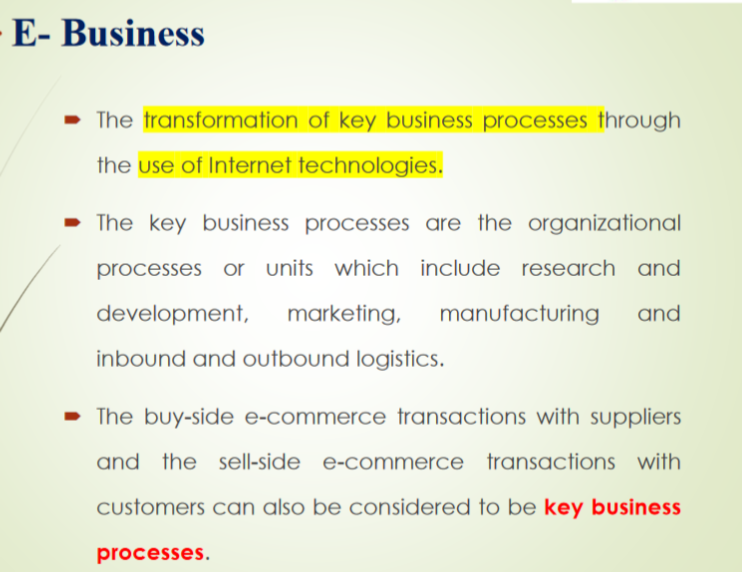 E- Business
The transformation of key business processes through
the use of Internet technologies.
The key business processes are the organizational
processes or units which include research and
development, marketing, manufacturing and
inbound and outbound logistics.
The buy-side e-commerce transactions with suppliers
and the sell-side e-commerce transactions with
customers can also be considered to be key business
processes.